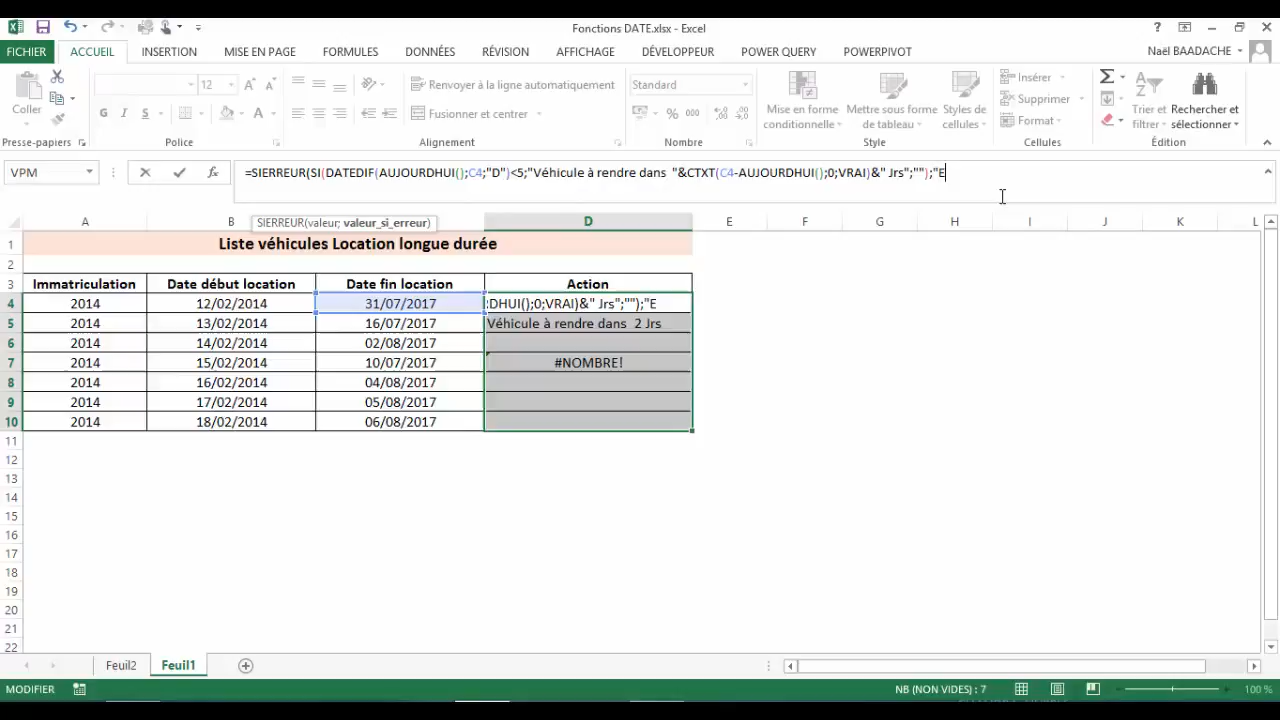 Fonctions DATE.xlsx - Excel
?
FICHIER ACCUEIL INSERTION MISE EN PAGE FORMULES DONNÉES RÉVISION AFFICHAGE DÉVELOPPEUR POWER QUERY POWERPIVOT Naël BAADACHE
Coller
12
G I S
A A
Renvoyer à la ligne automatiquement
Fusionner et centrer
Standard
% 000
Mise en forme conditionnelle
Mettre sous forme de tableau
Styles de cellules
Insérer
Supprimer
Format
Trier et filtrer
Rechercher et sélectionner
Presse-papiers Police Alignement Nombre Style Cellules Édition
VPM
=SIERREUR(SI(DATEDIF(AUJOURDHUI();C4;"D")<5;"Véhicule à rendre dans  "&CTXT(C4-AUJOURDHUI();0;VRAI)&" Jrs";"");"E
SIERREUR(valeur; valeur_si_erreur)
A B D E F G H I J K L
1 Liste véhicules Location longue durée
2
3 Immatriculation Date début location Date fin location Action
4 2014 12/02/2014 31/07/2017 :DHUI();0;VRAI)&" Jrs";"");"E
5 2014 13/02/2014 16/07/2017 Véhicule à rendre dans  2 Jrs
6 2014 14/02/2014 02/08/2017
7 2014 15/02/2014 10/07/2017 #NOMBRE!
8 2014 16/02/2014 04/08/2017
9 2014 17/02/2014 05/08/2017
10 2014 18/02/2014 06/08/2017
11
12
13
14
15
16
17
18
19
20
21
22
Feuil2 Feuil1
MODIFIER NB (NON VIDES) : 7 100 %